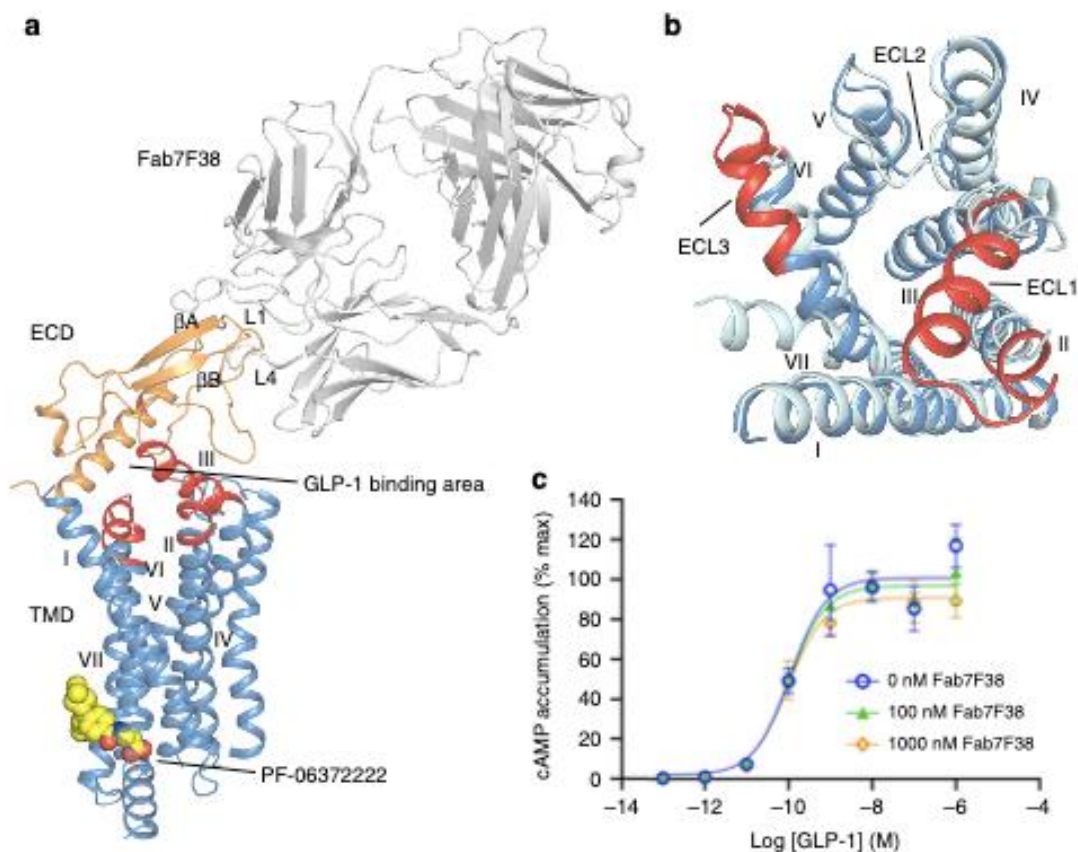 a
Fab7F38
ECD
βA
L1
βB
L4
III
GLP-1 binding area
I
II
VI
V
TMD
IV
VII
PF-06372222
b
ECL2
IV
V
VI
ECL3
ECL1
III
II
VII
I
c
140
120
100
80
60
40
20
0
cAMP accumulation (% max)
0 nM Fab7F38
100 nM Fab7F38
1000 nM Fab7F38
−14 −12 −10 −8 −6 −4
Log [GLP-1] (M)